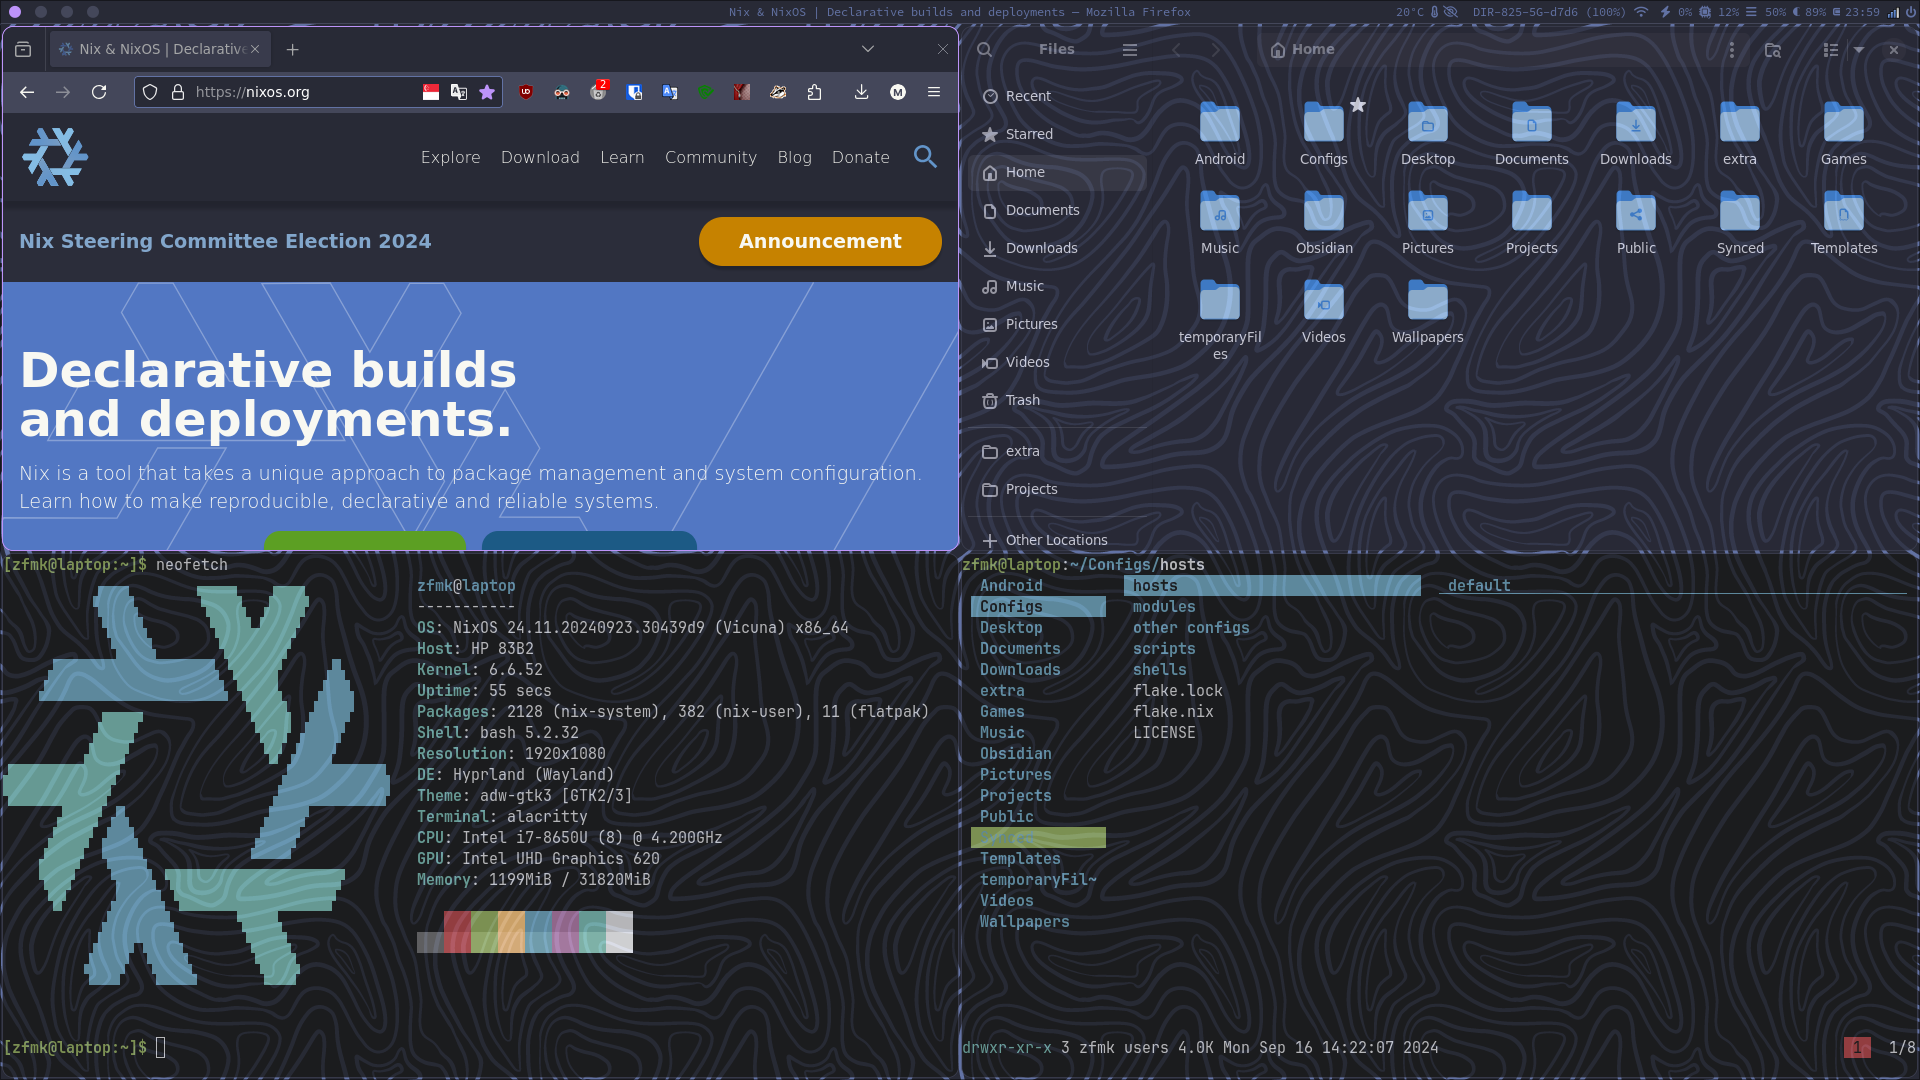 Nix & NixOS | Declarative builds and deployments — Mozilla Firefox
20°C DIR-825-5G-d7d6 (100%) 0% 12% 50% 89% 23:59
Nix & NixOS | Declarative
https://nixos.org
2
M
Explore Download Learn Community Blog Donate
Nix Steering Committee Election 2024
Announcement
Declarative builds
and deployments.
Nix is a tool that takes a unique approach to package management and system configuration.
Learn how to make reproducible, declarative and reliable systems.
Files
Home
Recent
Starred
Home
Documents
Downloads
Music
Pictures
Videos
Trash
extra
Projects
Other Locations
Android Configs Desktop Documents Downloads extra Games
Music Obsidian Pictures Projects Public Synced Templates
temporaryFil
es
Videos Wallpapers
[zfmk@laptop:~]$ neofetch
zfmk@laptop
-----------
OS: NixOS 24.11.20240923.30439d9 (Vicuna) x86_64
Host: HP 83B2
Kernel: 6.6.52
Uptime: 55 secs
Packages: 2128 (nix-system), 382 (nix-user), 11 (flatpak)
Shell: bash 5.2.32
Resolution: 1920x1080
DE: Hyprland (Wayland)
Theme: adw-gtk3 [GTK2/3]
Terminal: alacritty
CPU: Intel i7-8650U (8) @ 4.200GHz
GPU: Intel UHD Graphics 620
Memory: 1199MiB / 31820MiB
[zfmk@laptop:~]$
zfmk@laptop:~/Configs/hosts
Android
Configs
Desktop
Documents
Downloads
extra
Games
Music
Obsidian
Pictures
Projects
Public
Templates
temporaryFil~
Videos
Wallpapers
hosts
modules
other configs
scripts
shells
flake.lock
flake.nix
LICENSE
default
drwxr-xr-x 3 zfmk users 4.0K Mon Sep 16 14:22:07 2024
1 1/8